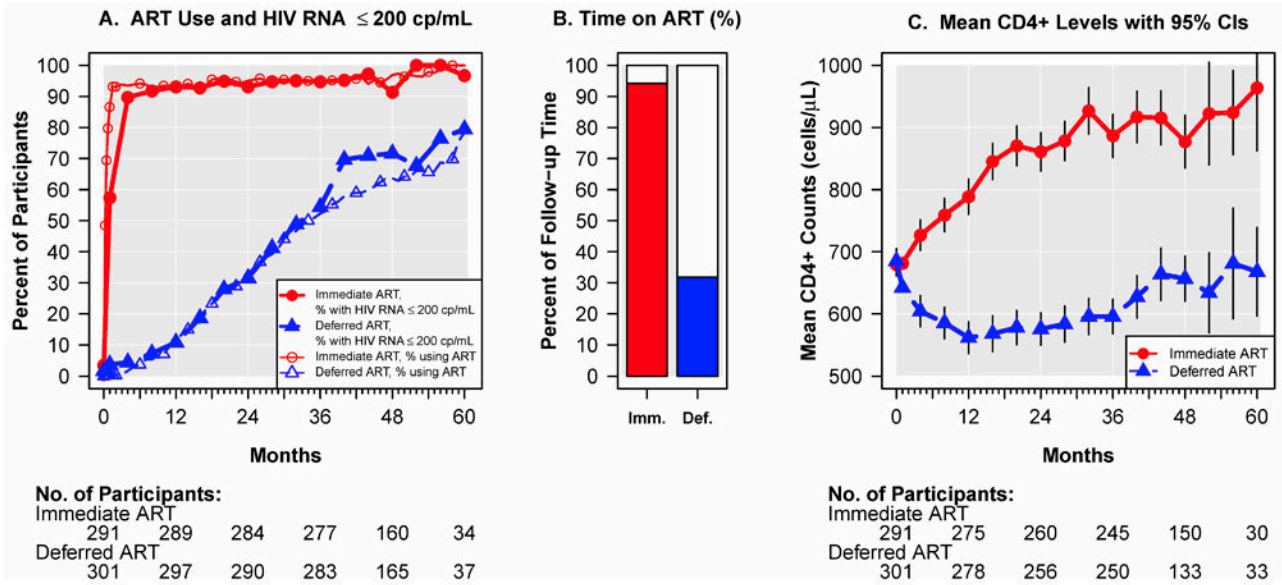 A. ART Use and HIV RNA ≤ 200 cp/mL
Percent of Participants
100
90
80
70
60
50
40
30
20
10
0
Immediate ART,
% with HIV RNA ≤ 200 cp/mL
Deferred ART,
% with HIV RNA ≤ 200 cp/mL
Immediate ART, % using ART
Deferred ART, % using ART
0 12 24 36 48 60
Months
No. of Participants:
Immediate ART
291 289 284 277 160 34
Deferred ART
301 297 290 283 165 37
B. Time on ART (%)
Percent of Follow-up Time
100
90
80
70
60
50
40
30
20
10
0
Imm. Def.
C. Mean CD4+ Levels with 95% CIs
Mean CD4+ Counts (cells/μL)
1000
900
800
700
600
500
Immediate ART
Deferred ART
0 12 24 36 48 60
Months
No. of Participants:
Immediate ART
291 275 260 245 150 30
Deferred ART
301 278 256 250 133 33